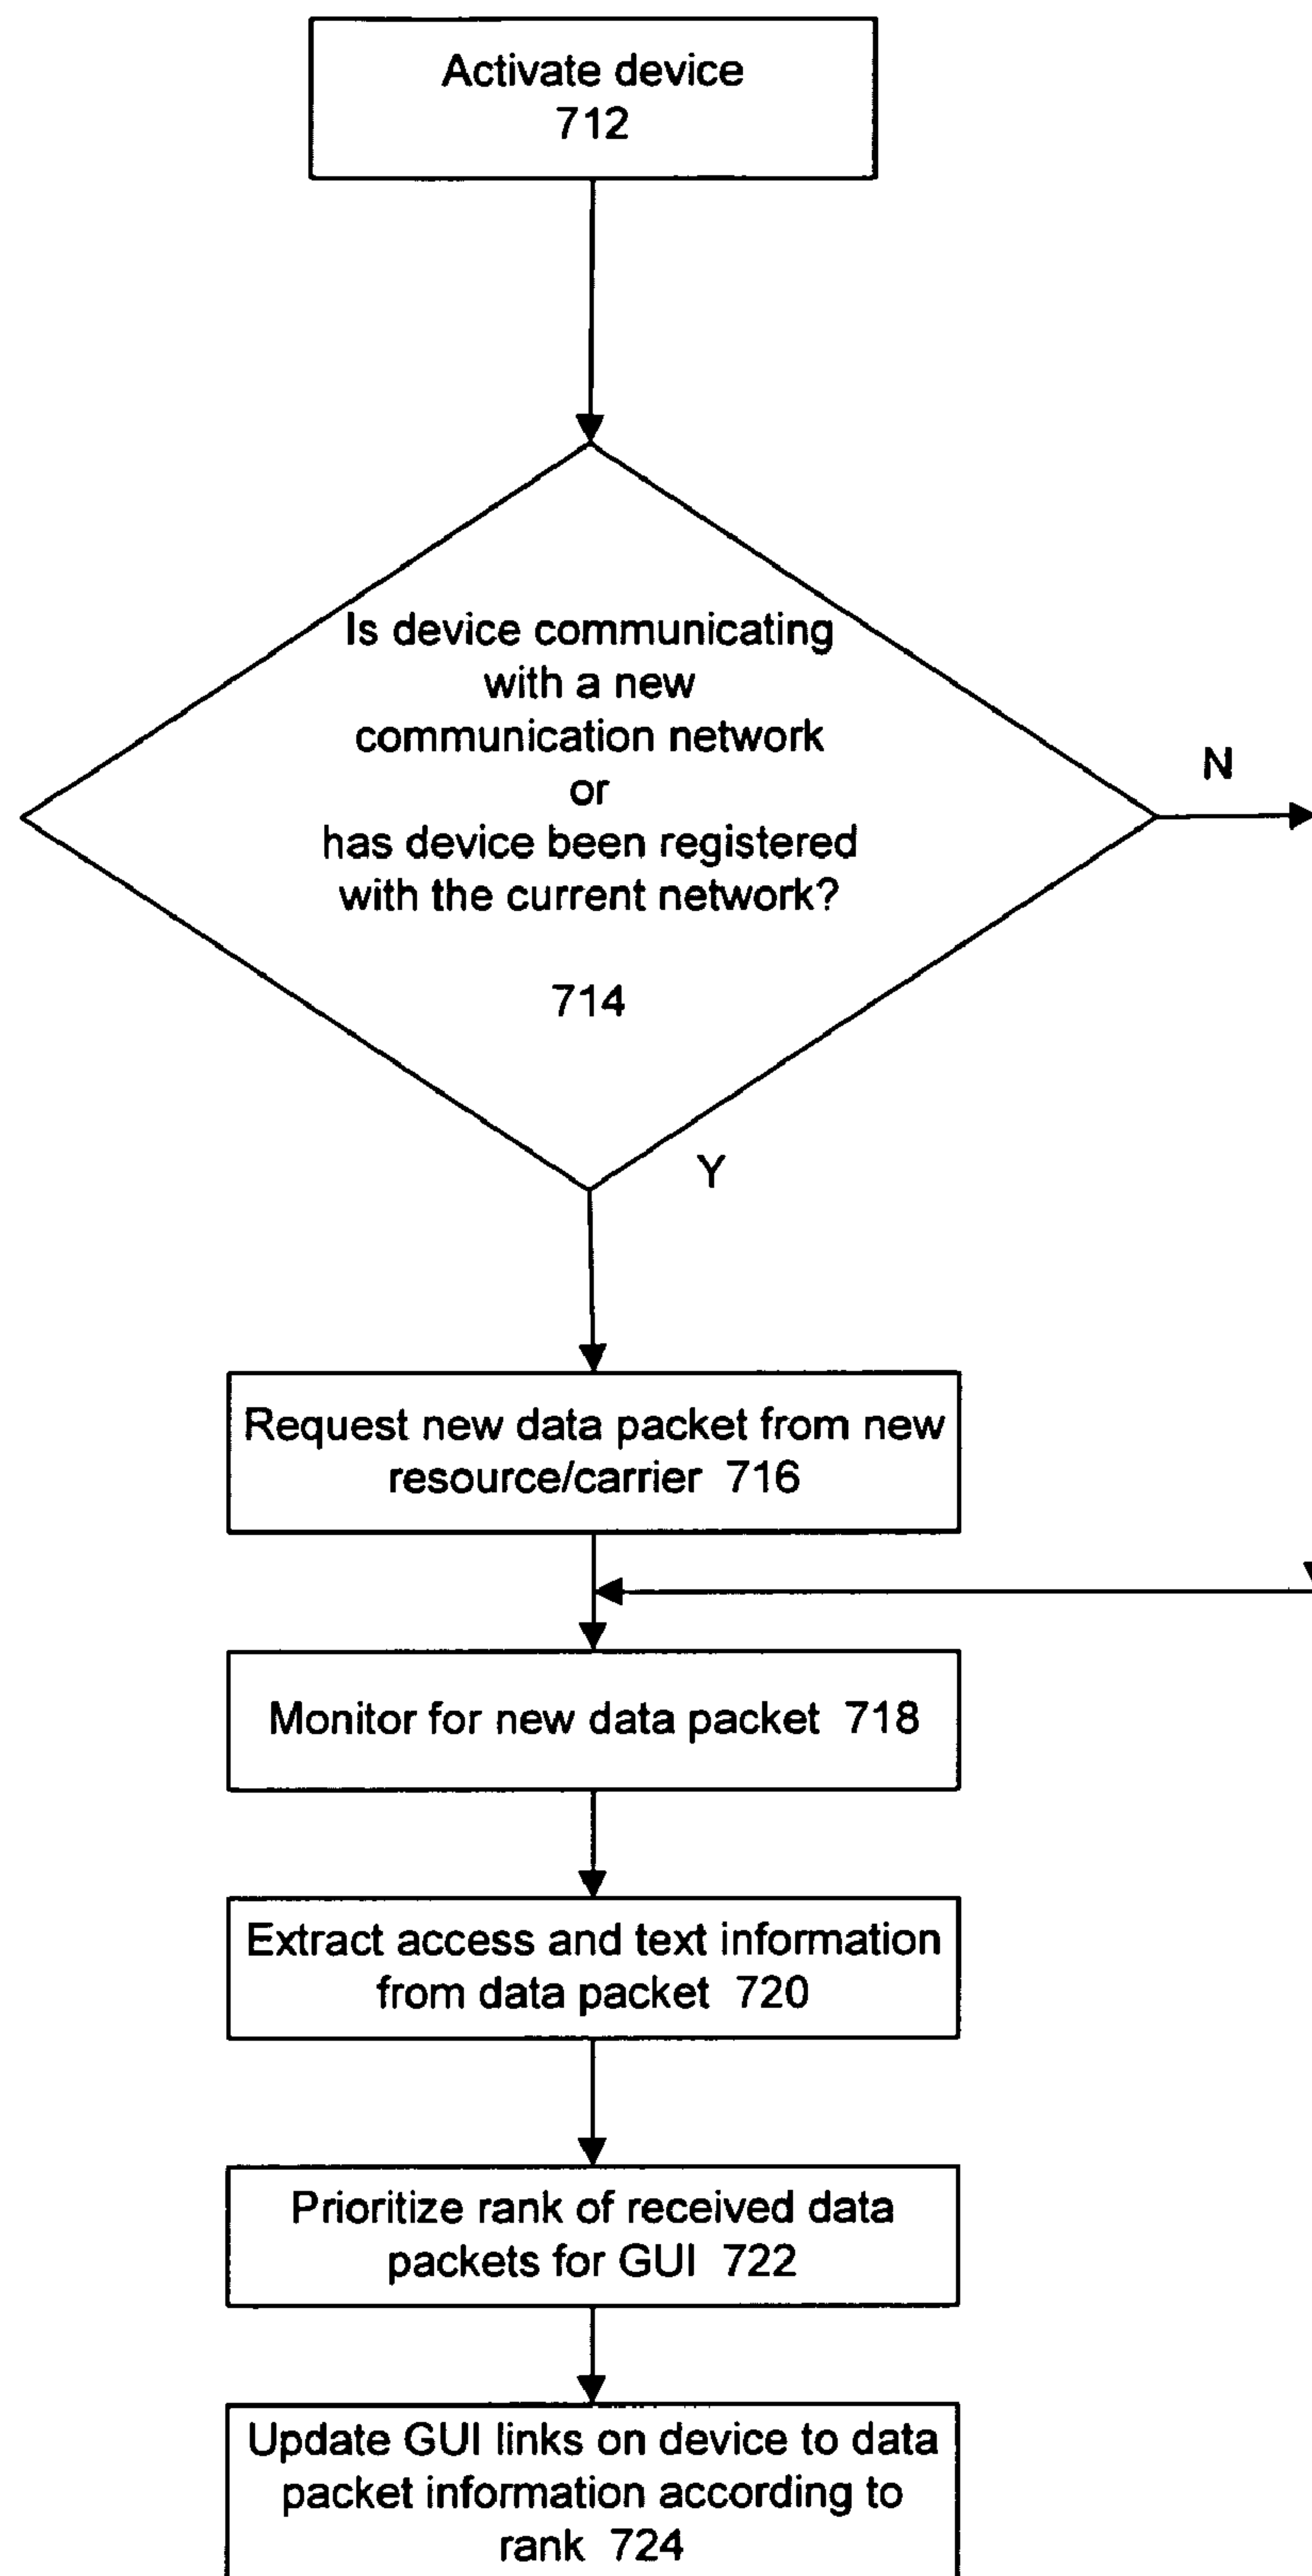 Activate device
712
Is device communicating
with a new
communication network
or
has device been registered
with the current network?
714
N
Y
Request new data packet from new
resource/carrier 716
Monitor for new data packet 718
Extract access and text information
from data packet 720
Prioritize rank of received data
packets for GUI 722
Update GUI links on device to data
packet information according to
rank 724